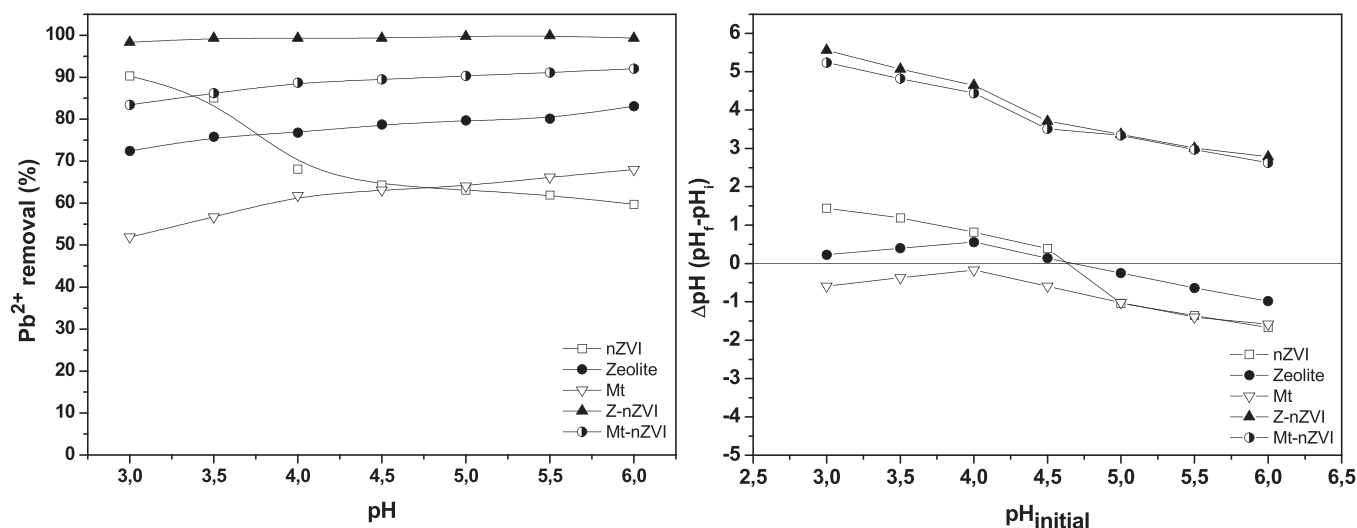 Pb2+ removal (%)
100
90
80
70
60
50
40
30
20
10
0
3,0 3,5 4,0 4,5 5,0 5,5 6,0
pH
nZVI
Zeolite
Mt
Z-nZVI
Mt-nZVI
ΔpH (pHf-pHi)
6
5
4
3
2
1
0
-1
-2
-3
-4
-5
2,5 3,0 3,5 4,0 4,5 5,0 5,5 6,0 6,5
pHinitial
nZVI
Zeolite
Mt
Z-nZVI
Mt-nZVI